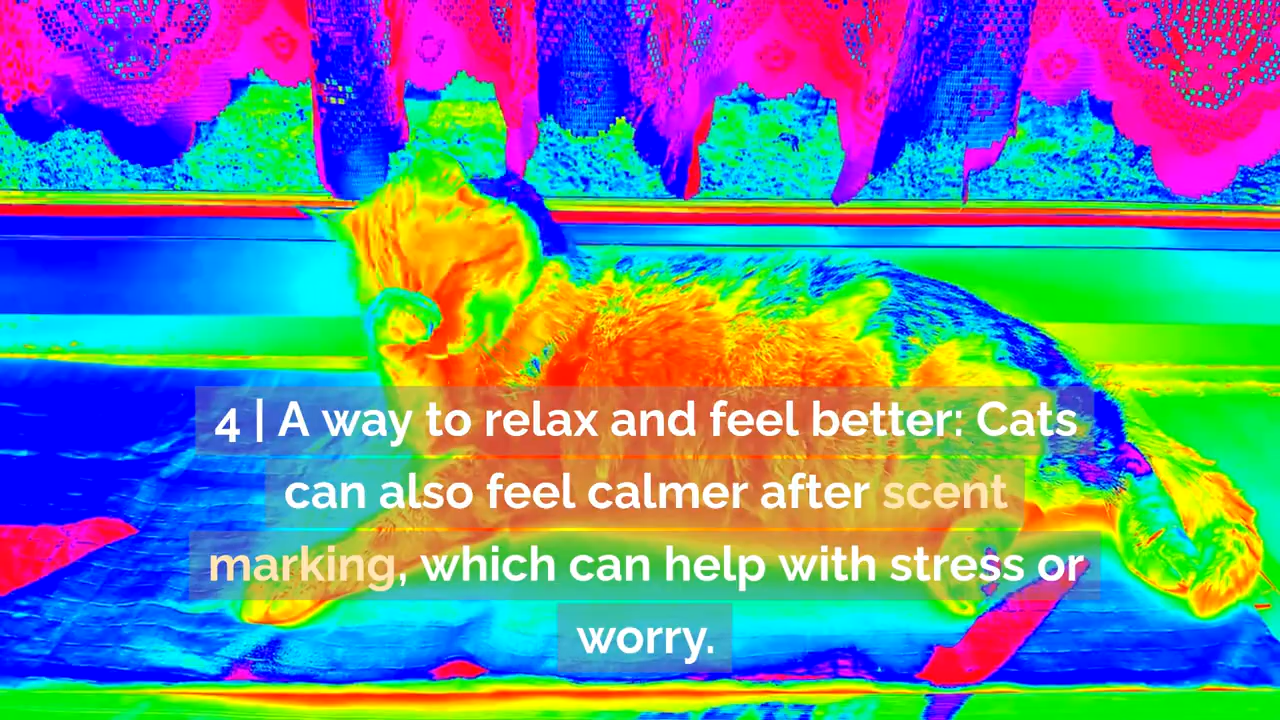 4 | A way to relax and feel better: Cats
can also feel calmer after scent
marking, which can help with stress or
worry.